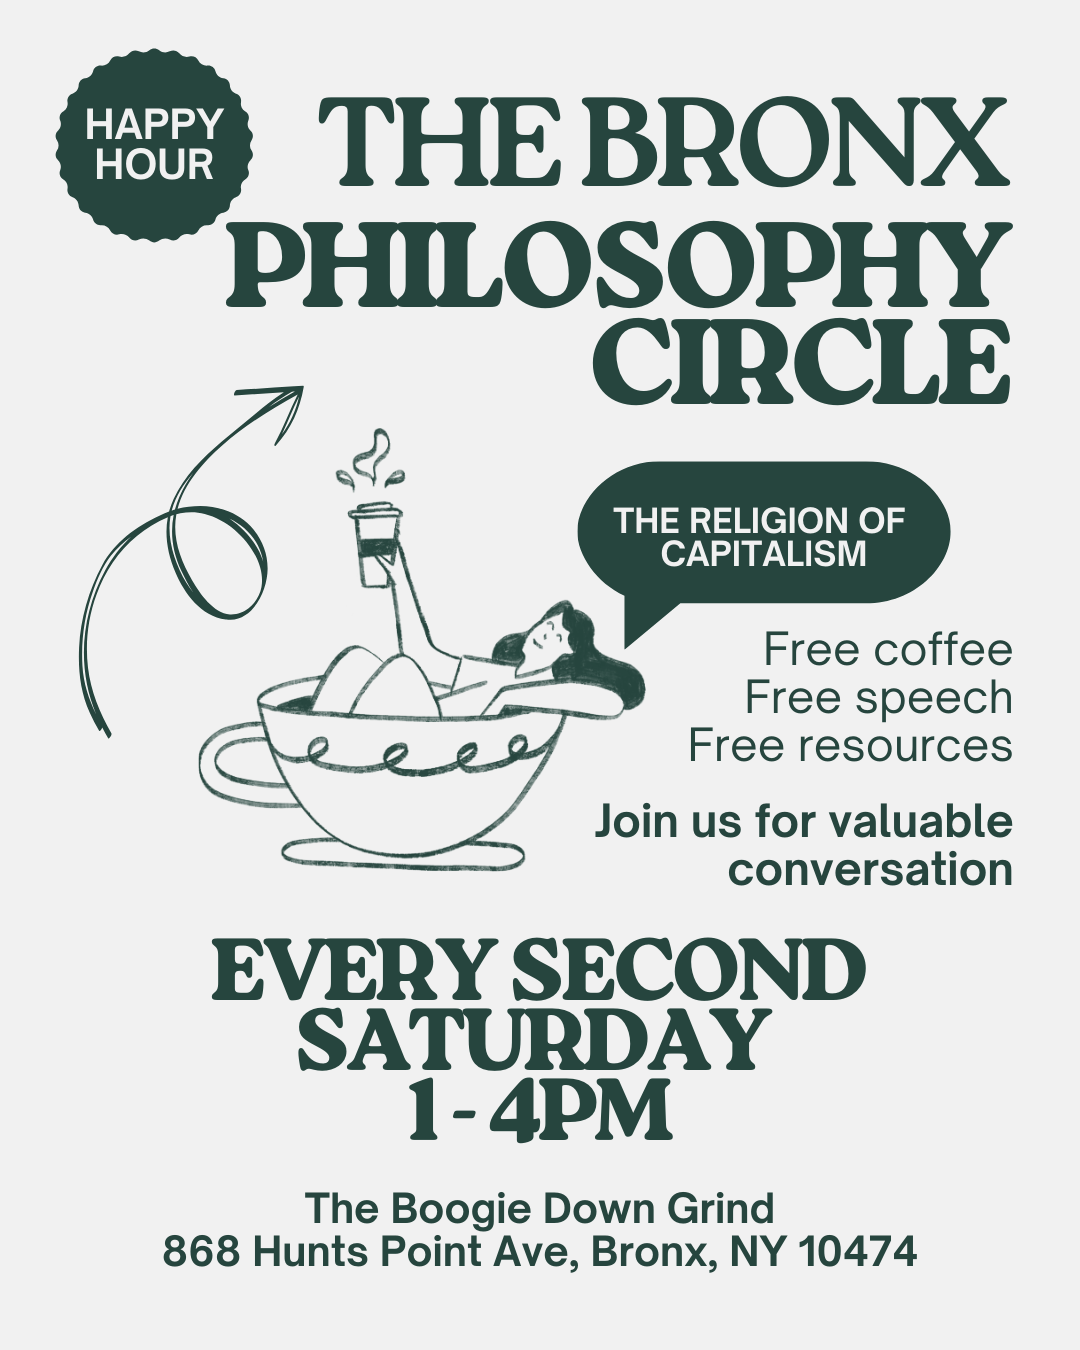 HAPPY
HOUR
THE BRONX
PHILOSOPHY
CIRCLE
THE RELIGION OF
CAPITALISM
Free coffee
Free speech
Free resources
Join us for valuable
conversation
EVERY SECOND
SATURDAY
1 - 4PM
The Boogie Down Grind
868 Hunts Point Ave, Bronx, NY 10474